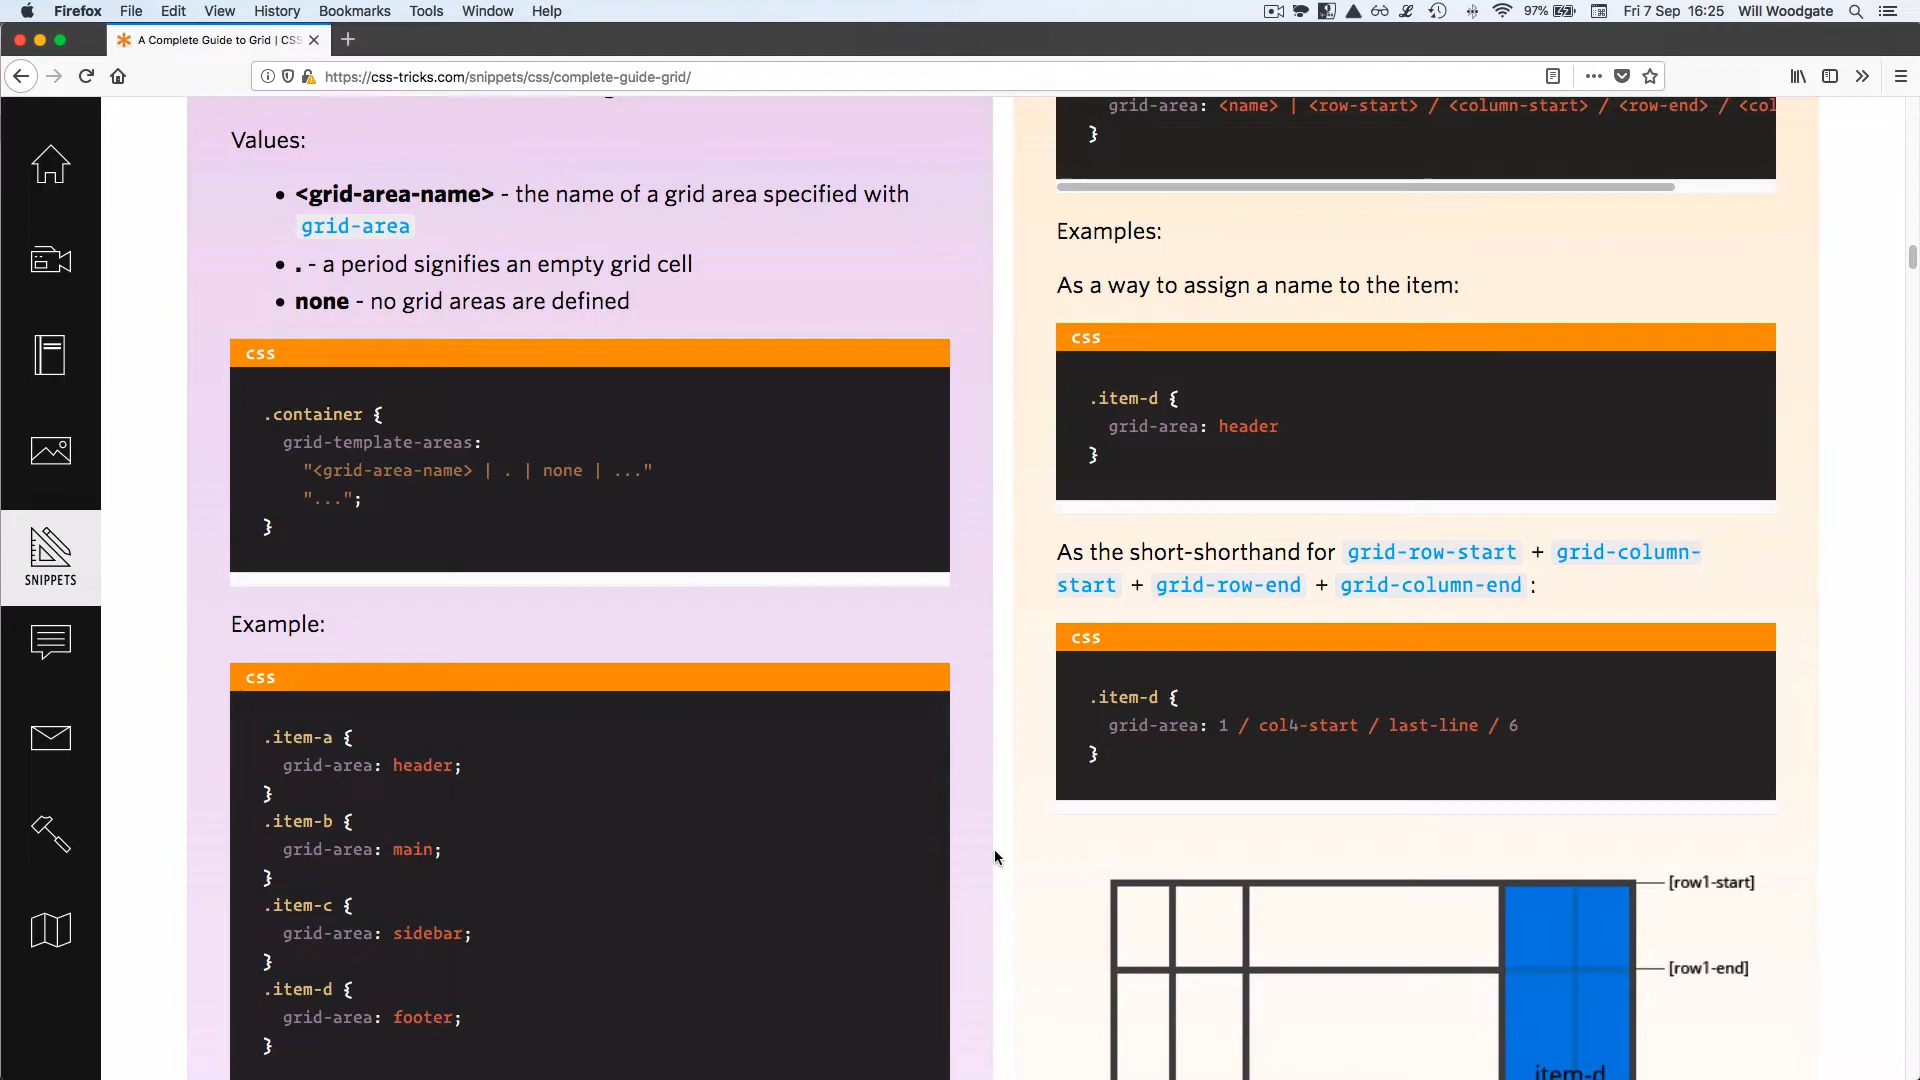 Firefox File Edit View History Bookmarks Tools Window Help
97% Fri 7 Sep 16:25 Will Woodgate
A Complete Guide to Grid | CSS
https://css-tricks.com/snippets/css/complete-guide-grid/
SNIPPETS
Values:
<grid-area-name> - the name of a grid area specified with
grid-area
. - a period signifies an empty grid cell
none - no grid areas are defined
css
.container {
grid-template-areas:
"<grid-area-name> | . | none | ..."
"...";
}
Example:
css
.item-a {
grid-area: header;
}
.item-b {
grid-area: main;
}
.item-c {
grid-area: sidebar;
}
.item-d {
grid-area: footer;
}
grid-area: <name> | <row-start> / <column-start> / <row-end> / <col
}
Examples:
As a way to assign a name to the item:
css
.item-d {
grid-area: header
}
As the short-shorthand for grid-row-start + grid-column-
start + grid-row-end + grid-column-end :
css
.item-d {
grid-area: 1 / col4-start / last-line / 6
}
[row1-start]
[row1-end]
item-d